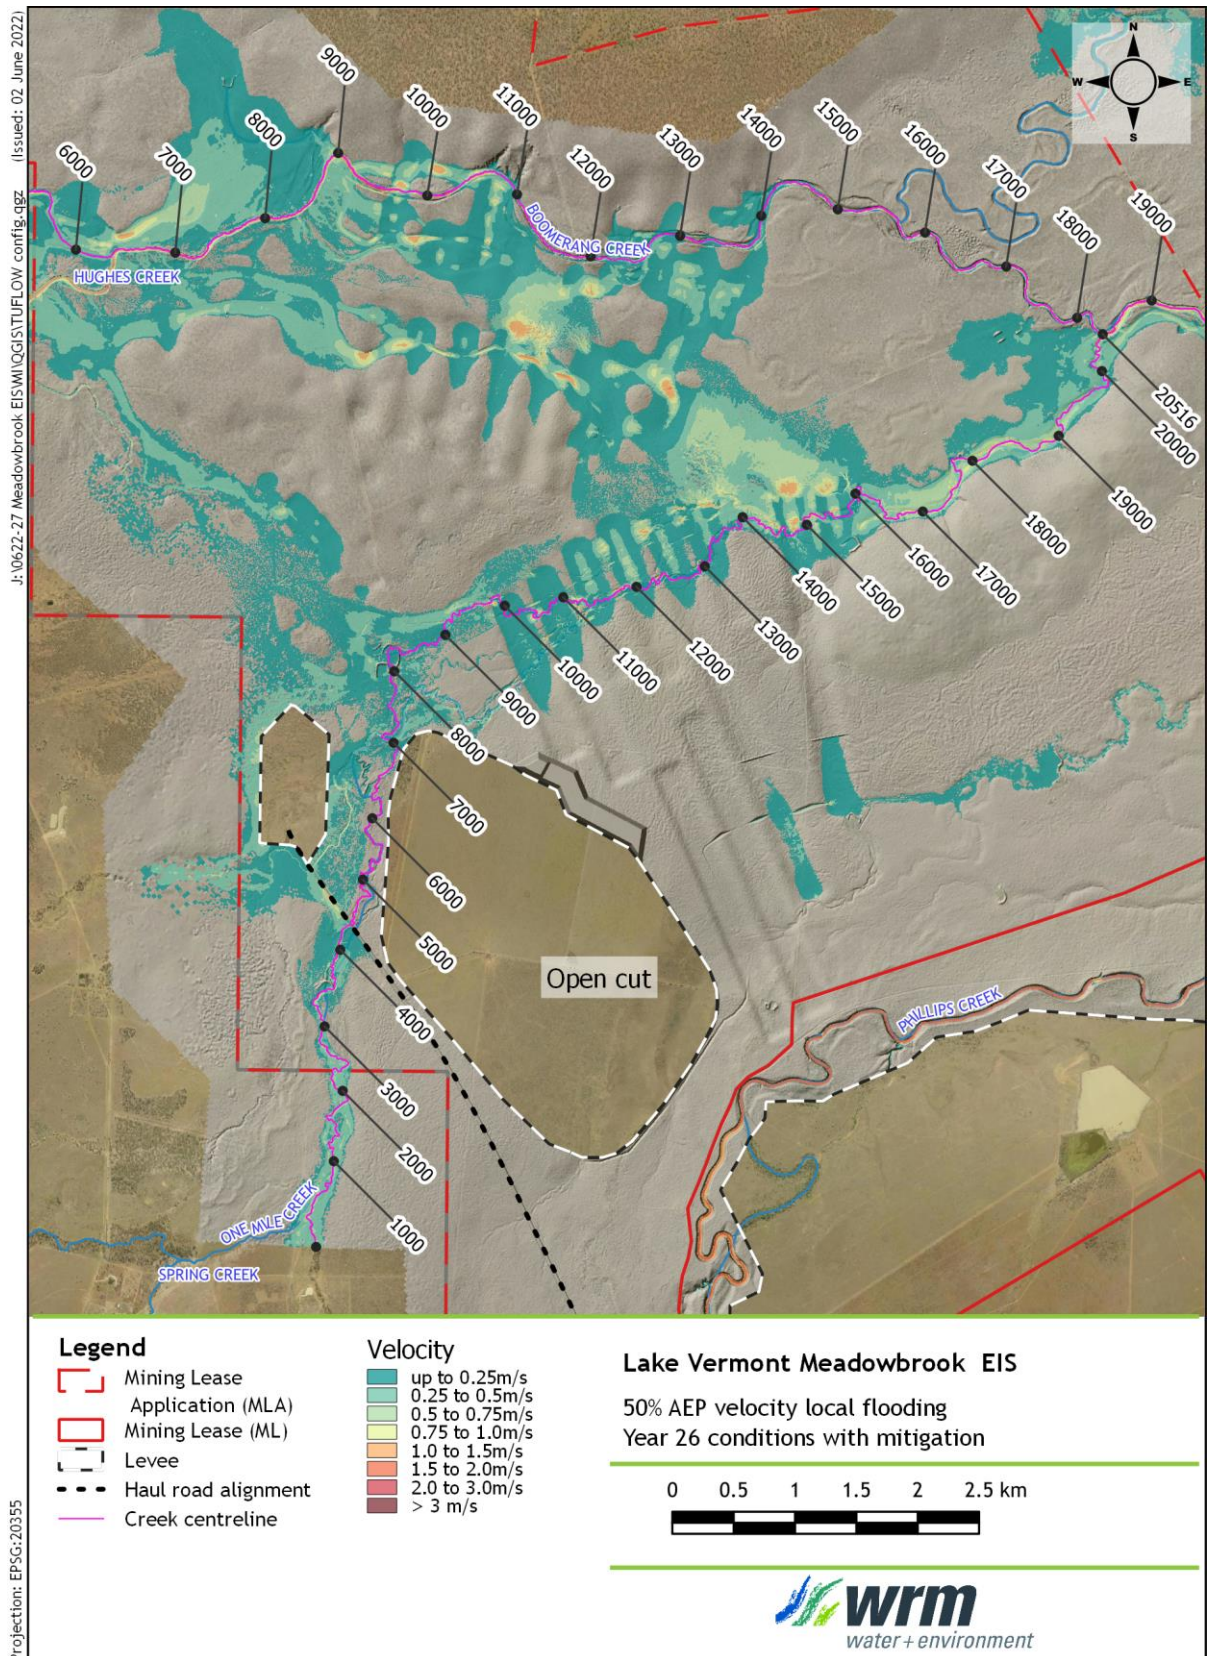 J:\0622-27 Meadowbrook EIS\WI\QGIS\TUFLOW config.qgz (Issued: 02 June 2022)
N
W
E
S
6000
7000
8000
9000
10000
11000
12000
13000
14000
15000
16000
17000
18000
19000
HUGHES CREEK
BOOMERANG CREEK
20516
20000
19000
18000
17000
16000
15000
14000
13000
12000
11000
10000
9000
8000
7000
6000
5000
4000
3000
2000
1000
Open cut
PHILLIPS CREEK
ONE MILE CREEK
SPRING CREEK
Projection: EPSG:20355
Legend
Mining Lease
Application (MLA)
Mining Lease (ML)
Levee
Haul road alignment
Creek centreline
Velocity
up to 0.25m/s
0.25 to 0.5m/s
0.5 to 0.75m/s
0.75 to 1.0m/s
1.0 to 1.5m/s
1.5 to 2.0m/s
2.0 to 3.0m/s
> 3 m/s
Lake Vermont Meadowbrook EIS
50% AEP velocity local flooding
Year 26 conditions with mitigation
0 0.5 1 1.5 2 2.5 km
wrm
water + environment